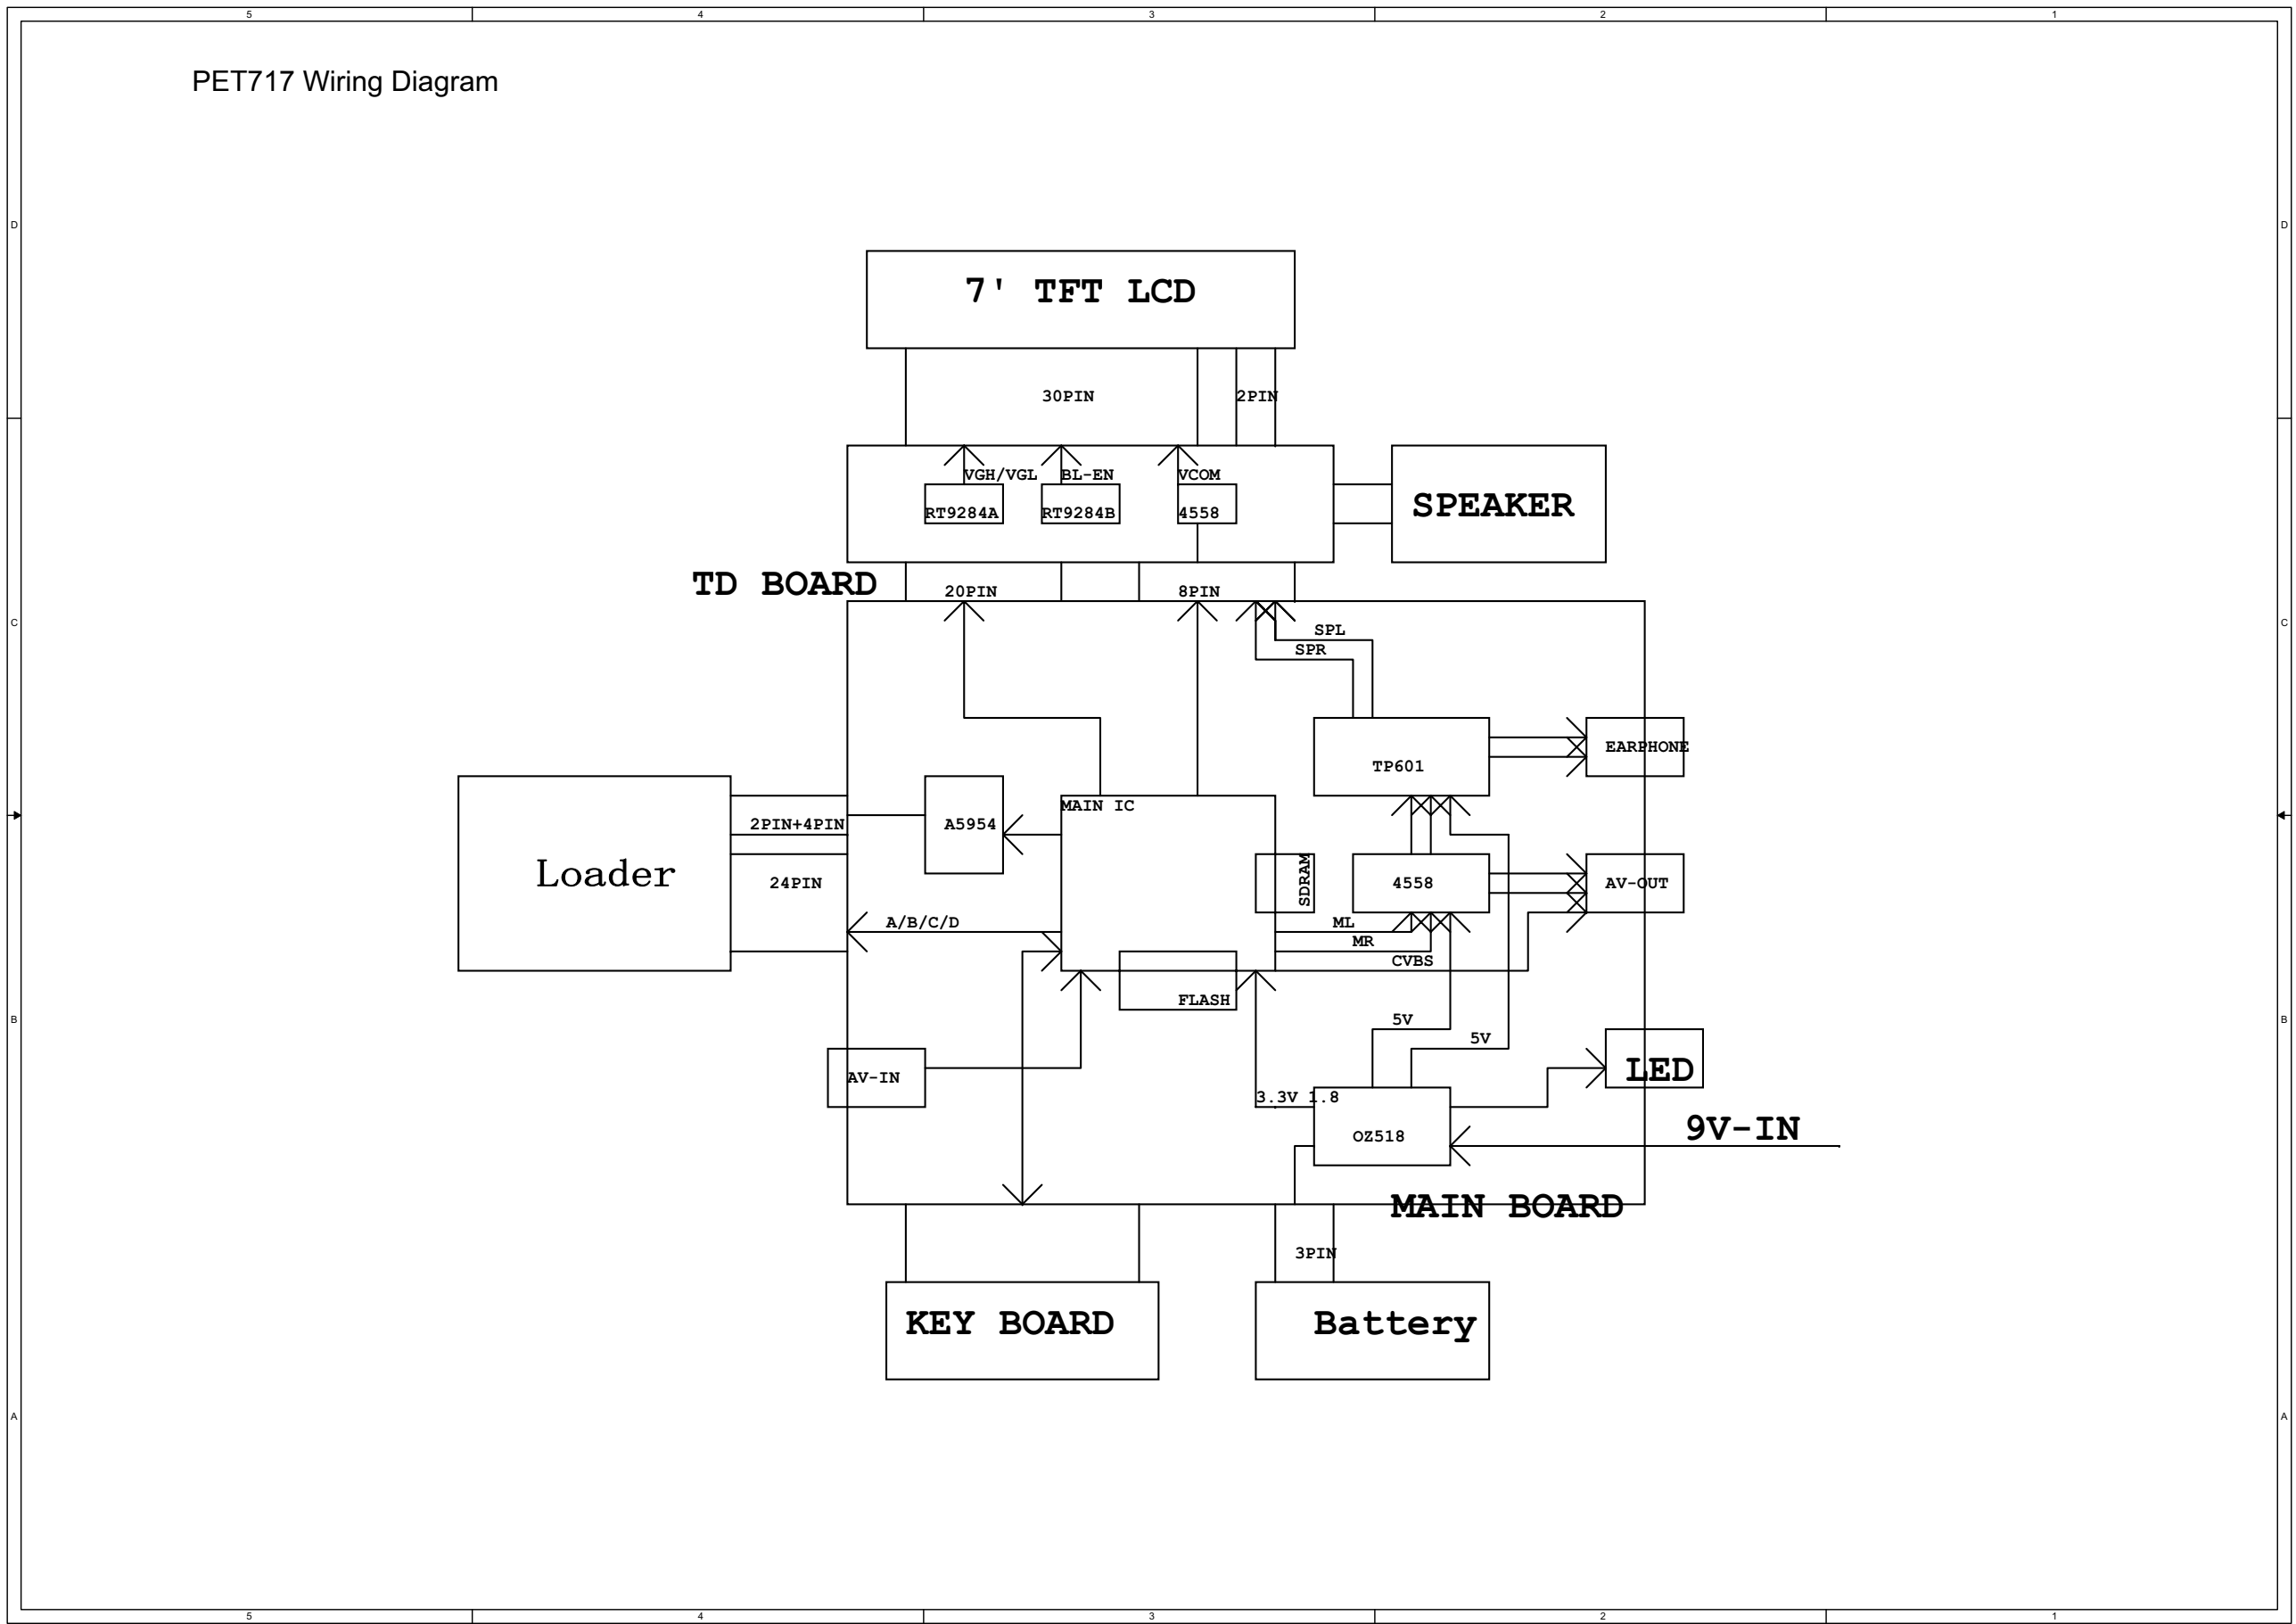 5 4 3 2 1
PET717 Wiring Diagram
D D
7' TFT LCD
30PIN 2PIN
VGH/VGL BL-EN VCOM
RT9284A RT9284B 4558
SPEAKER
TD BOARD
20PIN 8PIN
C C
SPL
SPR
EARPHONE
TP601
MAIN IC
2PIN+4PIN A5954
Loader
24PIN
SDRAM
4558
AV-OUT
A/B/C/D
ML
MR
CVBS
FLASH
B B
5V
5V
LED
AV-IN
3.3V 1.8
OZ518
9V-IN
MAIN BOARD
3PIN
KEY BOARD
Battery
A A
5 4 3 2 1